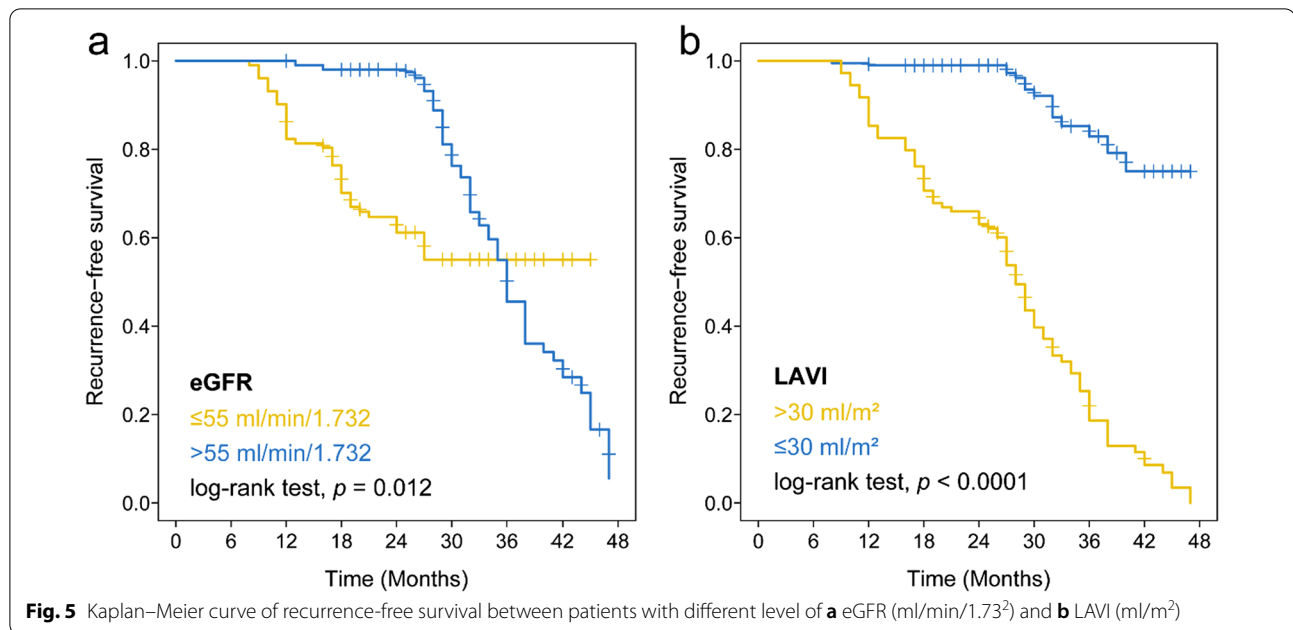 a
Recurrence-free survival
1.0
0.8
0.6
0.4
0.2
0.0
eGFR
≤55 ml/min/1.732
>55 ml/min/1.732
log-rank test, p = 0.012
0 6 12 18 24 30 36 42 48
Time (Months)
b
Recurrence-free survival
1.0
0.8
0.6
0.4
0.2
0.0
LAVI
>30 ml/m²
≤30 ml/m²
log-rank test, p < 0.0001
0 6 12 18 24 30 36 42 48
Time (Months)
Fig. 5 Kaplan–Meier curve of recurrence-free survival between patients with different level of a eGFR (ml/min/1.73²) and b LAVI (ml/m²)